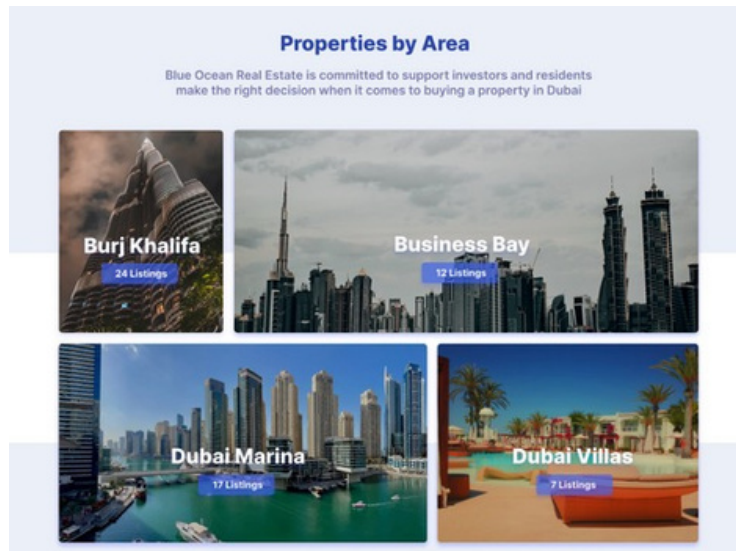 Properties by Area
Blue Ocean Real Estate is committed to support investors and residents
make the right decision when it comes to buying a property in Dubai
Burj Khalifa
24 Listings
Business Bay
12 Listings
Dubai Marina
17 Listings
Dubai Villas
7 Listings